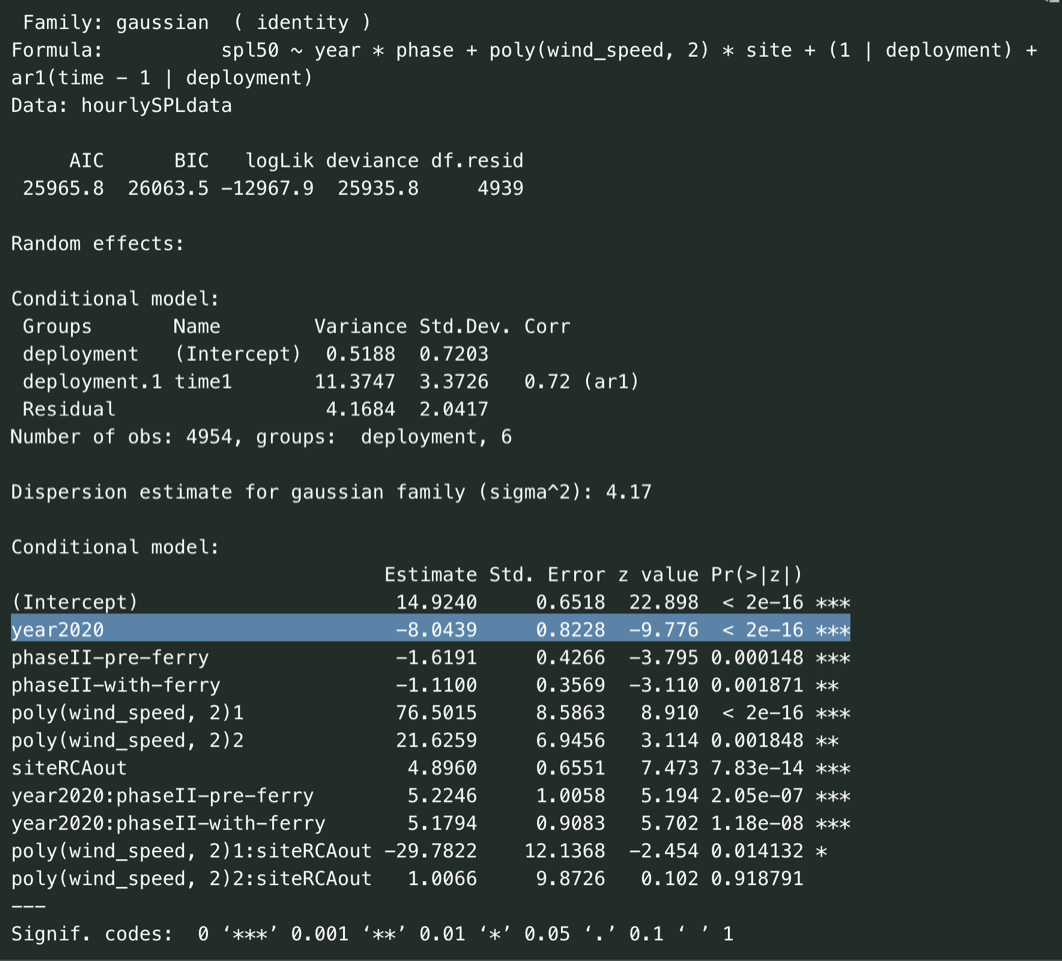 Family: gaussian  ( identity )
Formula:          spl50 ~ year * phase + poly(wind_speed, 2) * site + (1 | deployment) +
ar1(time − 1 | deployment)
Data: hourlySPLdata
     AIC      BIC   logLik deviance df.resid
 25965.8  26063.5 −12967.9  25935.8     4939
Random effects:
Conditional model:
 Groups       Name        Variance Std.Dev. Corr
 deployment   (Intercept)  0.5188  0.7203
 deployment.1 time1       11.3747  3.3726   0.72 (ar1)
 Residual                  4.1684  2.0417
Number of obs: 4954, groups:  deployment, 6
Dispersion estimate for gaussian family (sigma^2): 4.17
Conditional model:
                                Estimate Std. Error z value Pr(>|z|)
(Intercept)                      14.9240     0.6518  22.898  < 2e−16 ***
year2020                         −8.0439     0.8228  −9.776  < 2e−16 ***
phaseII−pre−ferry                −1.6191     0.4266  −3.795 0.000148 ***
phaseII−with−ferry               −1.1100     0.3569  −3.110 0.001871 **
poly(wind_speed, 2)1             76.5015     8.5863   8.910  < 2e−16 ***
poly(wind_speed, 2)2             21.6259     6.9456   3.114 0.001848 **
siteRCAout                        4.8960     0.6551   7.473 7.83e−14 ***
year2020:phaseII−pre−ferry        5.2246     1.0058   5.194 2.05e−07 ***
year2020:phaseII−with−ferry       5.1794     0.9083   5.702 1.18e−08 ***
poly(wind_speed, 2)1:siteRCAout −29.7822    12.1368  −2.454 0.014132 *
poly(wind_speed, 2)2:siteRCAout   1.0066     9.8726   0.102 0.918791
−−−
Signif. codes:  0 ‘***’ 0.001 ‘**’ 0.01 ‘*’ 0.05 ‘.’ 0.1 ‘ ’ 1